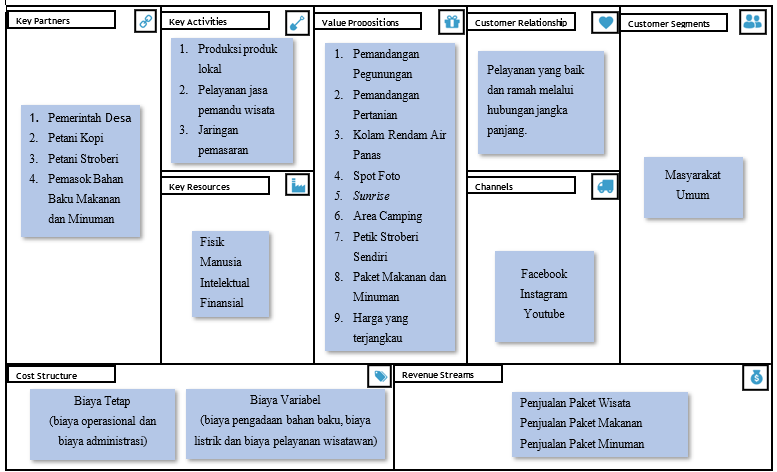 Key Partners
1. Pemerintah Desa
2. Petani Kopi
3. Petani Stroberi
4. Pemasok Bahan
Baku Makanan
dan Minuman
Key Activities
1. Produksi produk
lokal
2. Pelayanan jasa
pemandu wisata
3. Jaringan
pemasaran
Key Resources
Fisik
Manusia
Intelektual
Finansial
Value Propositions
1. Pemandangan
Pegunungan
2. Pemandangan
Pertanian
3. Kolam Rendam Air
Panas
4. Spot Foto
5. Sunrise
6. Area Camping
7. Petik Stroberi
Sendiri
8. Paket Makanan dan
Minuman
9. Harga yang
terjangkau
Customer Relationship
Pelayanan yang baik
dan ramah melalui
hubungan jangka
panjang.
Channels
Facebook
Instagram
Youtube
Customer Segments
Masyarakat
Umum
Cost Structure
Biaya Tetap
(biaya operasional dan
biaya administrasi)
Biaya Variabel
(biaya pengadaan bahan baku, biaya
listrik dan biaya pelayanan wisatawan)
Revenue Streams
Penjualan Paket Wisata
Penjualan Paket Makanan
Penjualan Paket Minuman